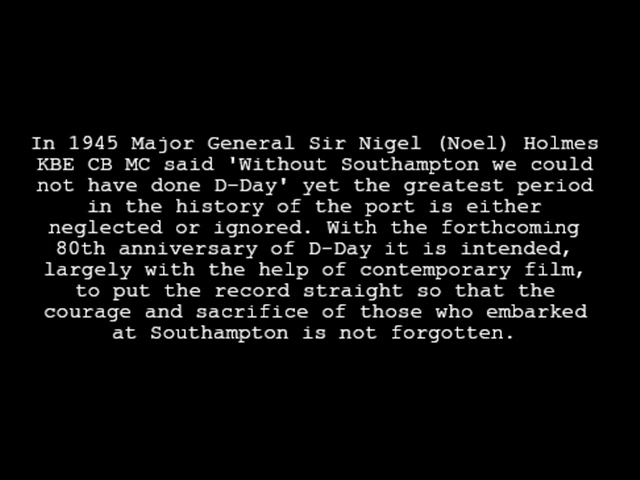 In 1945 Major General Sir Nigel (Noel) Holmes
KBE CB MC said 'Without Southampton we could
not have done D-Day' yet the greatest period
in the history of the port is either
neglected or ignored. With the forthcoming
80th anniversary of D-Day it is intended,
largely with the help of contemporary film,
to put the record straight so that the
courage and sacrifice of those who embarked
at Southampton is not forgotten.